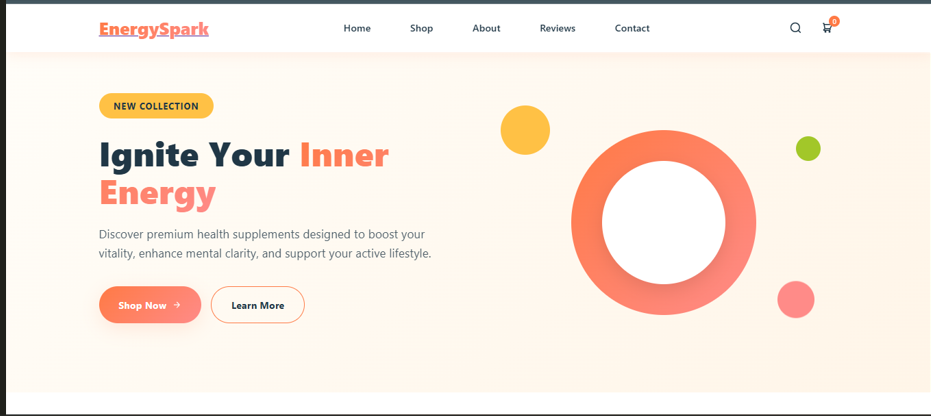 EnergySpark
Home Shop About Reviews Contact
0
NEW COLLECTION
Ignite Your Inner
Energy
Discover premium health supplements designed to boost your
vitality, enhance mental clarity, and support your active lifestyle.
Shop Now → Learn More